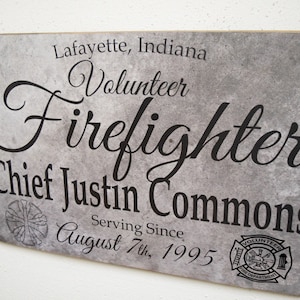 Lafayette, Indiana
Volunteer
Firefighter
Chief Justin Commons
Serving Since
August 7th, 1995